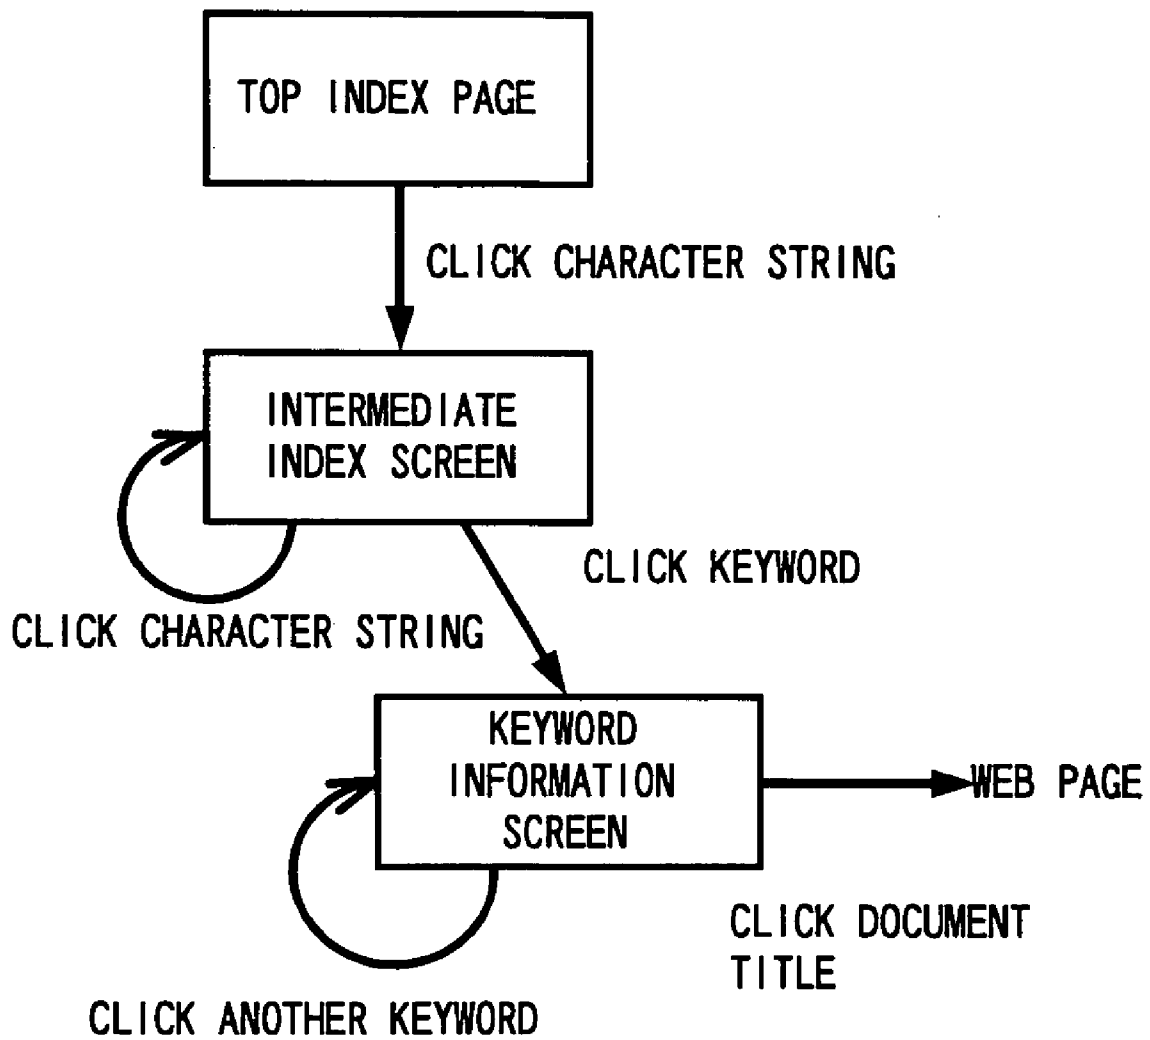 TOP INDEX PAGE
CLICK CHARACTER STRING
INTERMEDIATE
INDEX SCREEN
CLICK KEYWORD
CLICK CHARACTER STRING
KEYWORD
INFORMATION
SCREEN
WEB PAGE
CLICK DOCUMENT
TITLE
CLICK ANOTHER KEYWORD